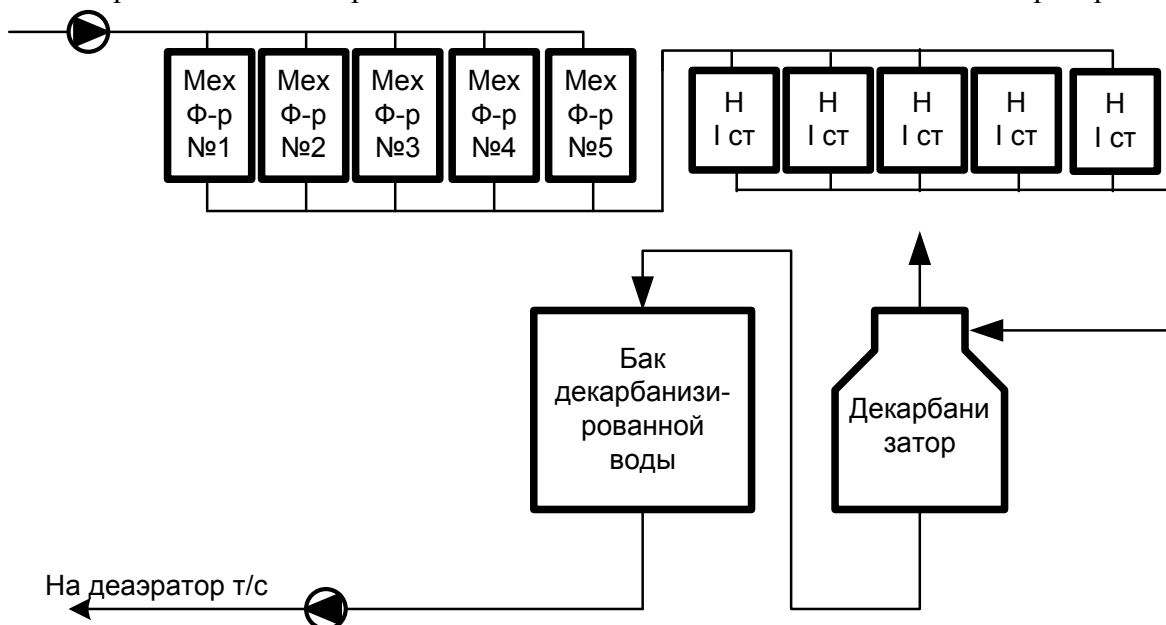 Мех
Ф-р
№1
Мех
Ф-р
№2
Мех
Ф-р
№3
Мех
Ф-р
№4
Мех
Ф-р
№5
Н
I ст
Н
I ст
Н
I ст
Н
I ст
Н
I ст
Бак
декарбанизи-
рованной
воды
Декарбани
затор
На деаэратор т/с